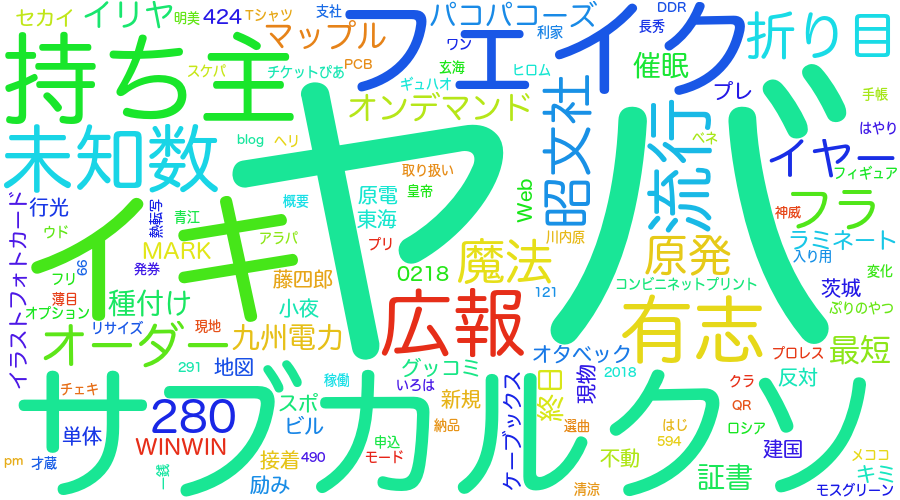 セカイ
イリヤ
明美
424
Tシャツ
支社
フェイク
パコパコーズ
DDR
折り目
持ち主
マップル
スケバ
チケットぴあ
PCB
ワン
利家
長秀
玄海
ギュハオ
ヒロム
催眠
プレ
手帳
はやり
未知数
blog
ヘリ
オンデマンド
昭文社
流行
ベネ
イヤー
フィギュア
ヤバ
イキ
イラストフォトカード
行光
熱転写
青江
概要
原電
東海
取り扱い
皇帝
Web
川内原
神威
フラ
ラミネート
入り用
ウド
MARK
アラパ
プリ
フリ
99
発券
藤四郎
0218
魔法
原発
コンビニネットプリント
変化
薄目
オプション
種付け
小夜
広報
121
茨城
ぷりのやつ
オーダー
リサイズ
現地
九州電力
有志
オタベック
プロレス
最短
291
地図
稼働
グッコミ
2018
チェキ
スポ
いろは
新規
ケーブックス
終日
現物
クラ
反対
サブカルクソ
280
単体
WINWIN
ビル
申込
納品
選曲
はじ
594
QR
ロシア
建国
メココ
pm
才蔵
一銭
接着
490
モード
励み
清涼
不動
証書
キミ
モスグリーン